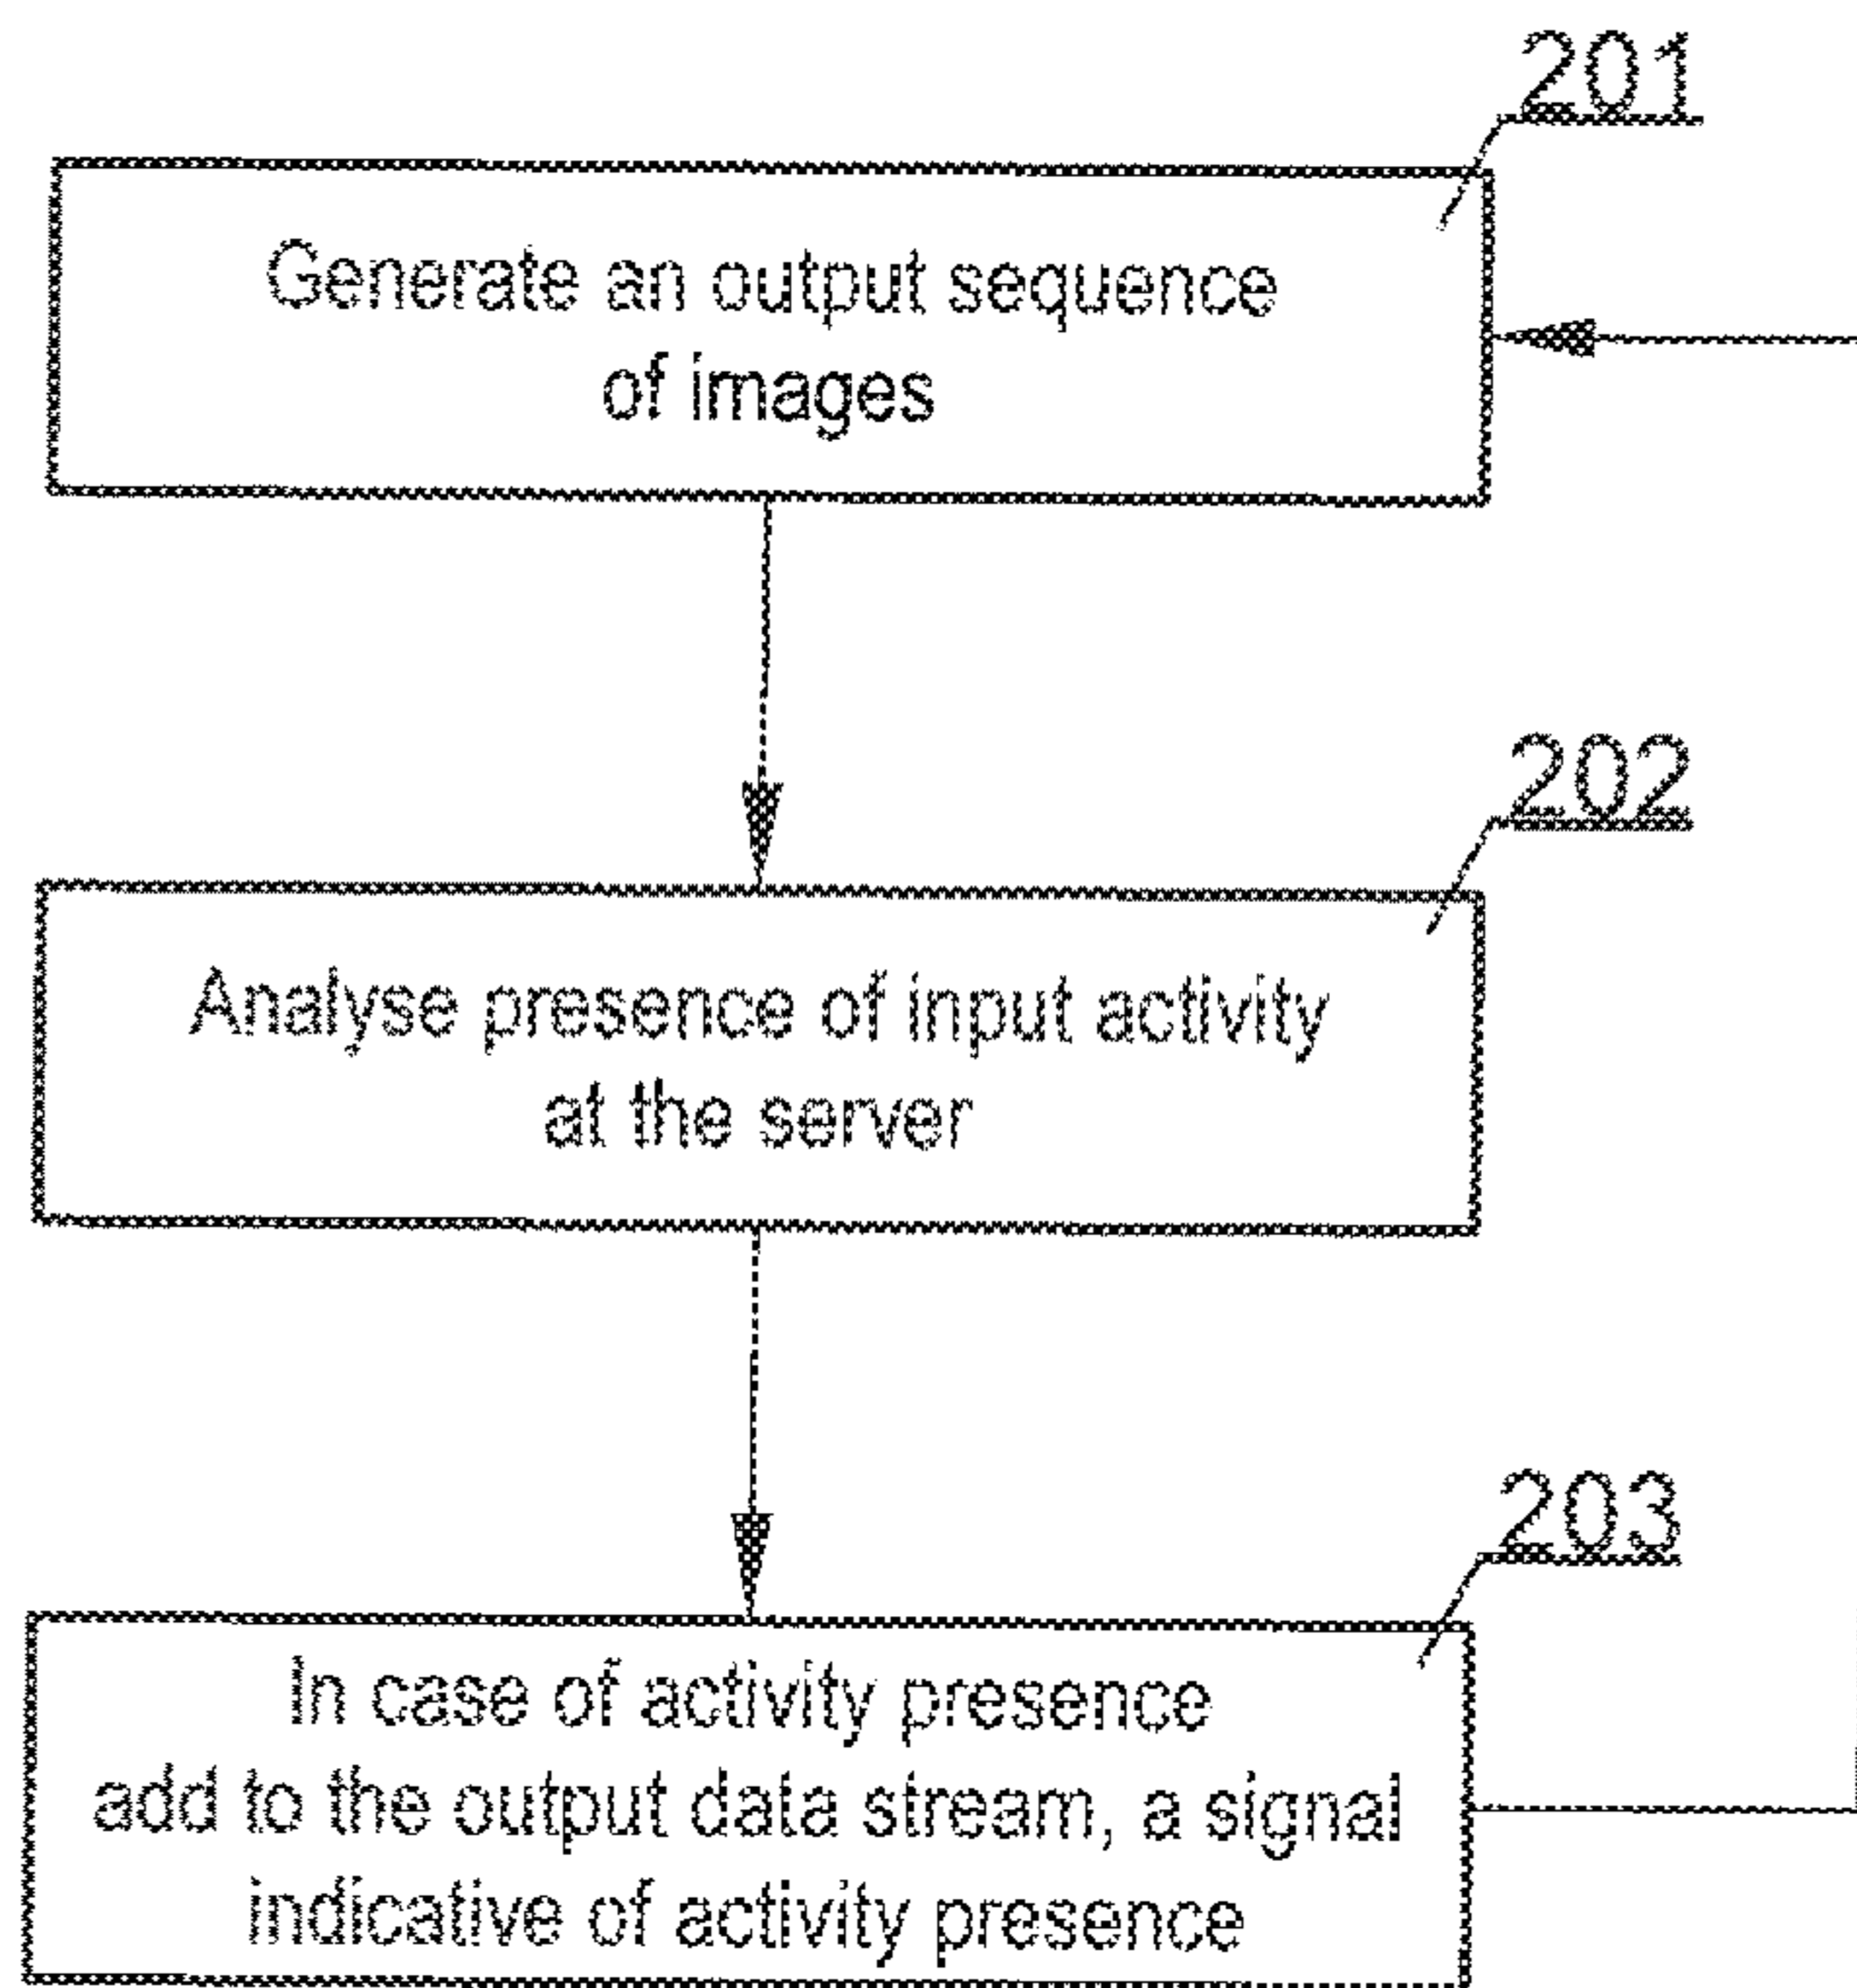 201
Generate an output sequence
of images
202
Analyse presence of input activity
at the server
203
In case of activity presence
add to the output data stream, a signal
indicative of activity presence